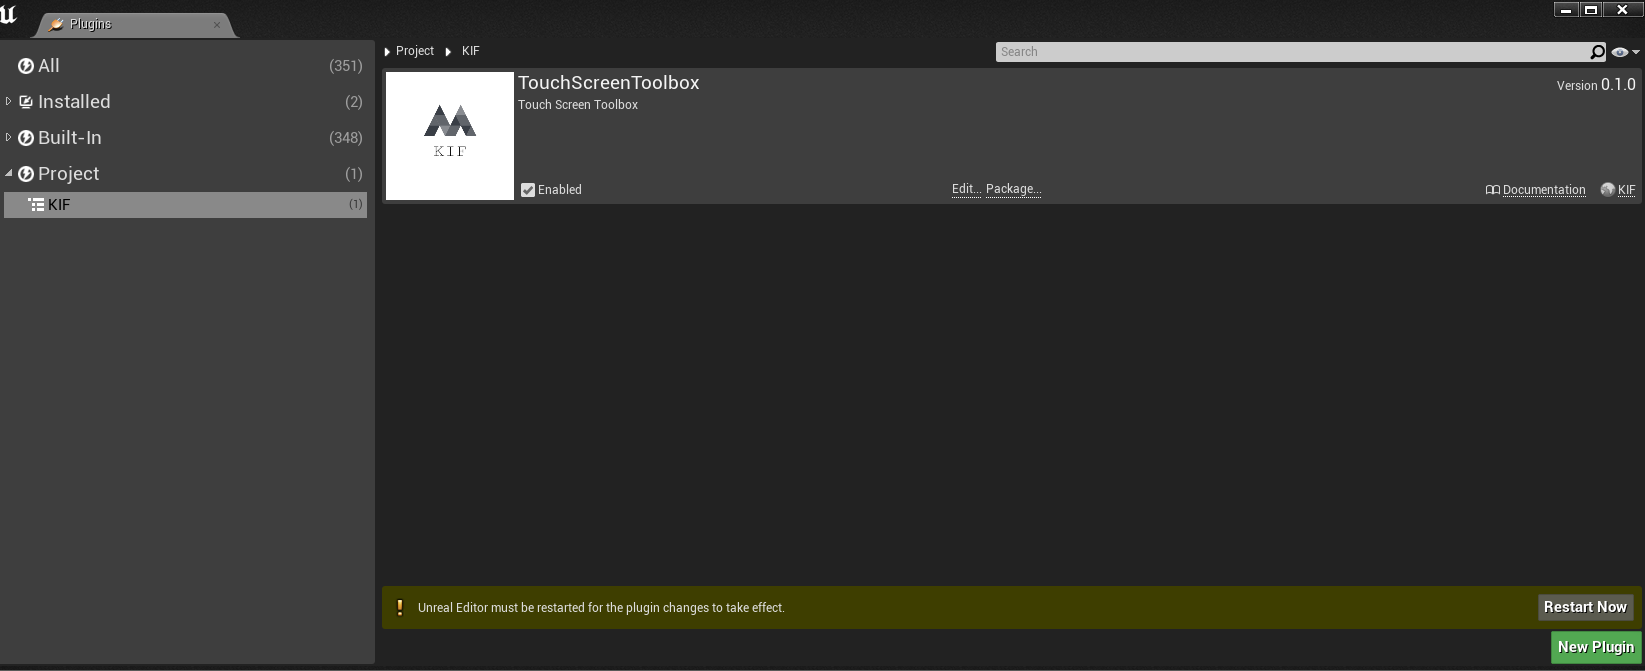 Plugins
All (351)
Installed (2)
Built-In (348)
Project (1)
KIF (1)
Project KIF
Search
TouchScreenToolbox
Version 0.1.0
Touch Screen Toolbox
KIF
Enabled
Edit... Package...
Documentation KIF
Unreal Editor must be restarted for the plugin changes to take effect.
Restart Now
New Plugin